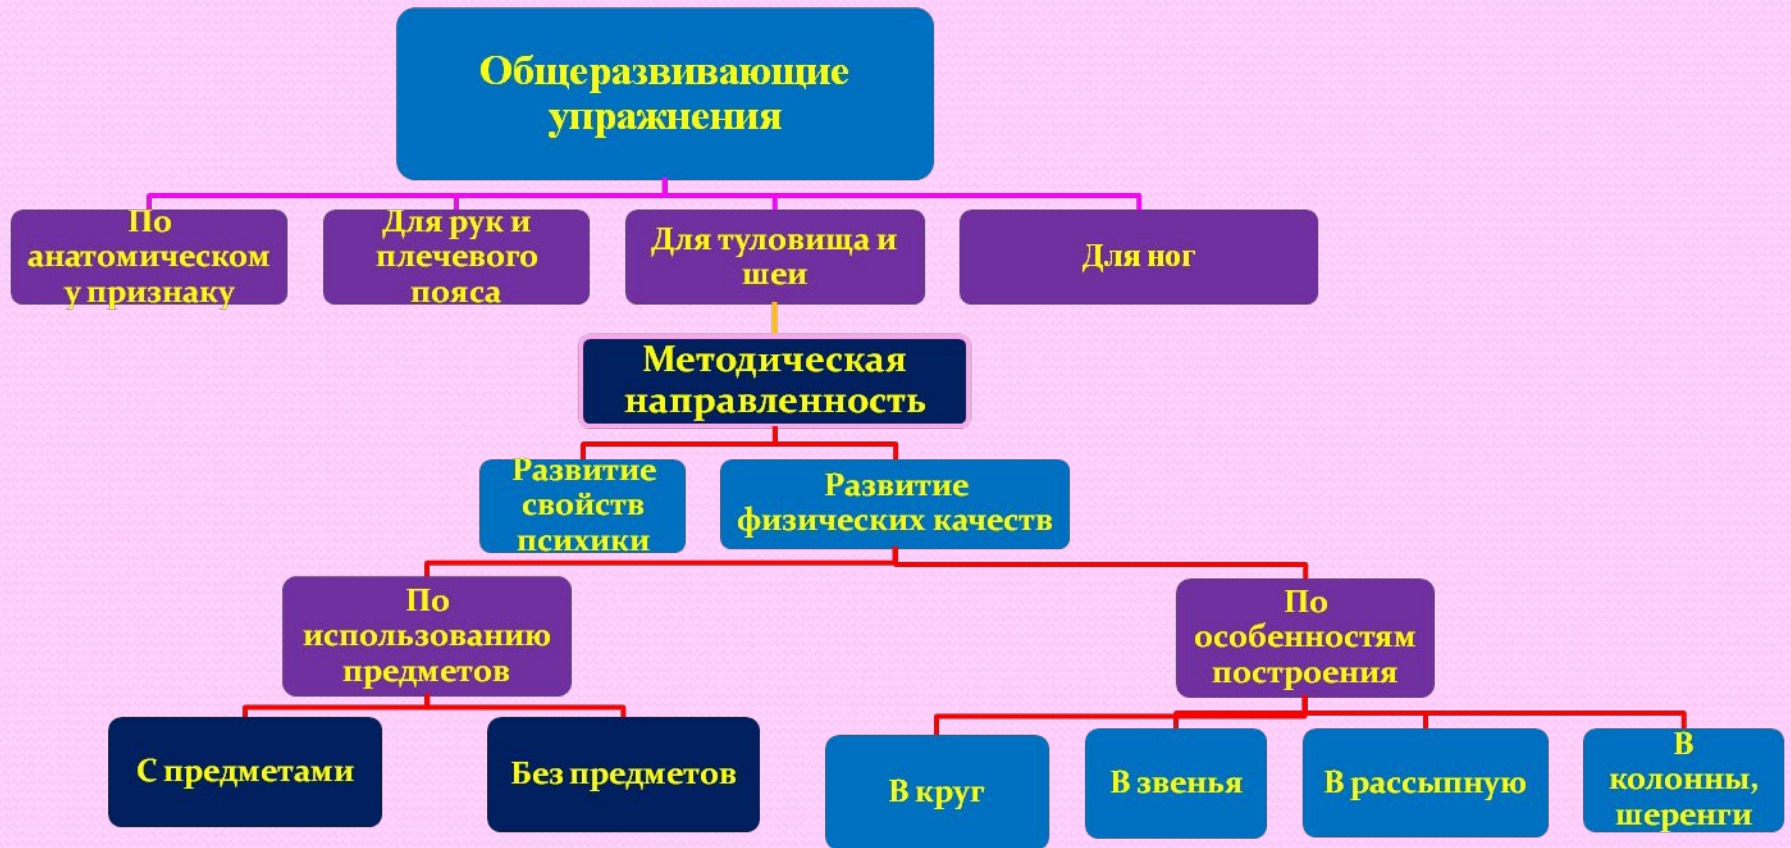 Общеразвивающие
упражнения
По
анатомическом
у признаку
Для рук и
плечевого
пояса
Для туловища и
шеи
Для ног
Методическая
направленность
Развитие
свойств
психики
Развитие
физических качеств
По
использованию
предметов
По
особенностям
построения
С предметами
Без предметов
В круг
В звенья
В рассыпную
В
колонны,
шеренги